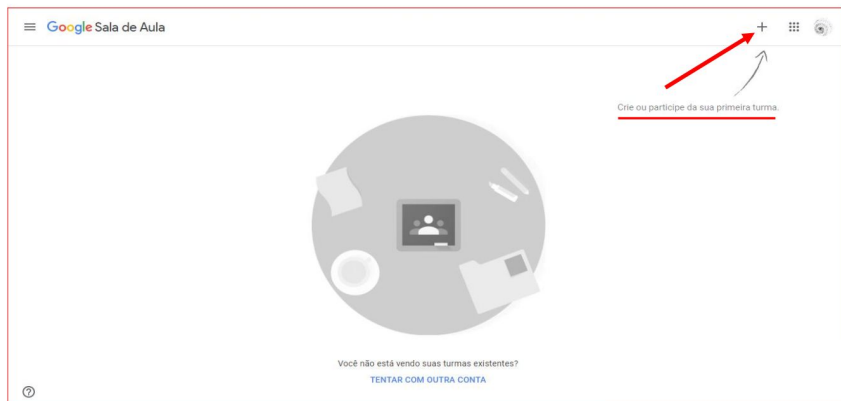 Google Sala de Aula
Crie ou participe da sua primeira turma.
Você não está vendo suas turmas existentes?
TENTAR COM OUTRA CONTA